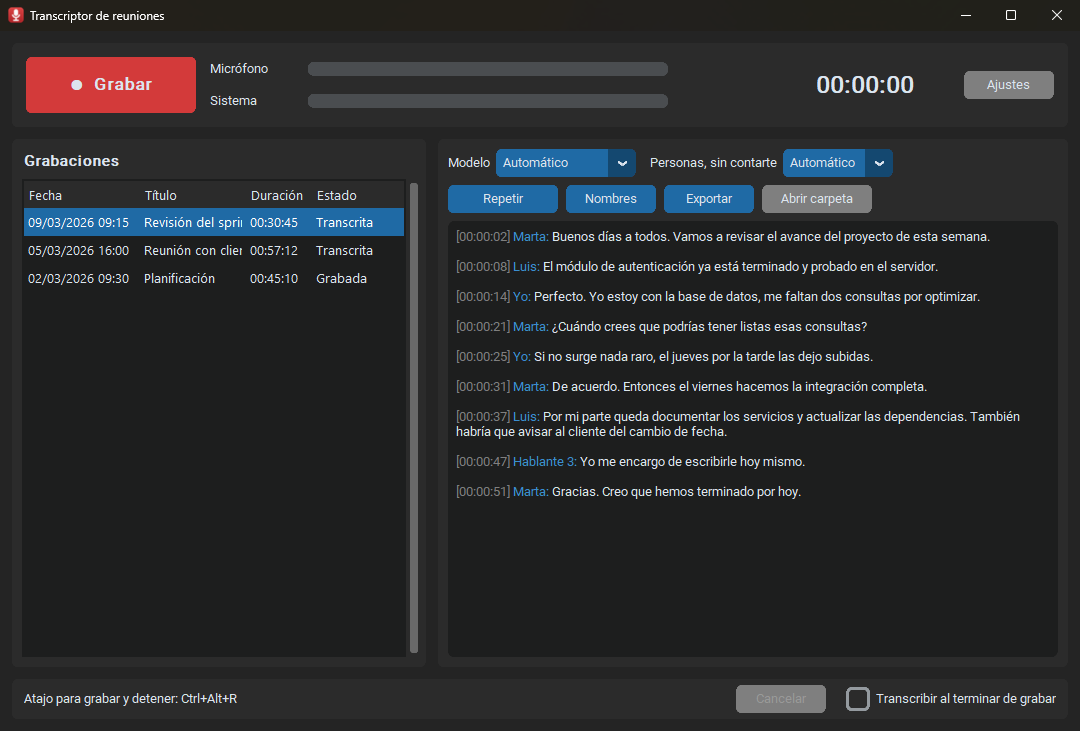 Transcriptor de reuniones
Grabar
Micrófono
Sistema
00:00:00
Ajustes
Grabaciones
Fecha Título Duración Estado
09/03/2026 09:15 Revisión del spri 00:30:45 Transcrita
05/03/2026 16:00 Reunión con clien 00:57:12 Transcrita
02/03/2026 09:30 Planificación 00:45:10 Grabada
Modelo Automático Personas, sin contarte Automático
Repetir Nombres Exportar Abrir carpeta
[00:00:02] Marta: Buenos días a todos. Vamos a revisar el avance del proyecto de esta semana.
[00:00:08] Luis: El módulo de autenticación ya está terminado y probado en el servidor.
[00:00:14] Yo: Perfecto. Yo estoy con la base de datos, me faltan dos consultas por optimizar.
[00:00:21] Marta: ¿Cuándo crees que podrías tener listas esas consultas?
[00:00:25] Yo: Si no surge nada raro, el jueves por la tarde las dejo subidas.
[00:00:31] Marta: De acuerdo. Entonces el viernes hacemos la integración completa.
[00:00:37] Luis: Por mi parte queda documentar los servicios y actualizar las dependencias. También
habría que avisar al cliente del cambio de fecha.
[00:00:47] Hablante 3: Yo me encargo de escribirle hoy mismo.
[00:00:51] Marta: Gracias. Creo que hemos terminado por hoy.
Atajo para grabar y detener: Ctrl+Alt+R
Cancelar
Transcribir al terminar de grabar